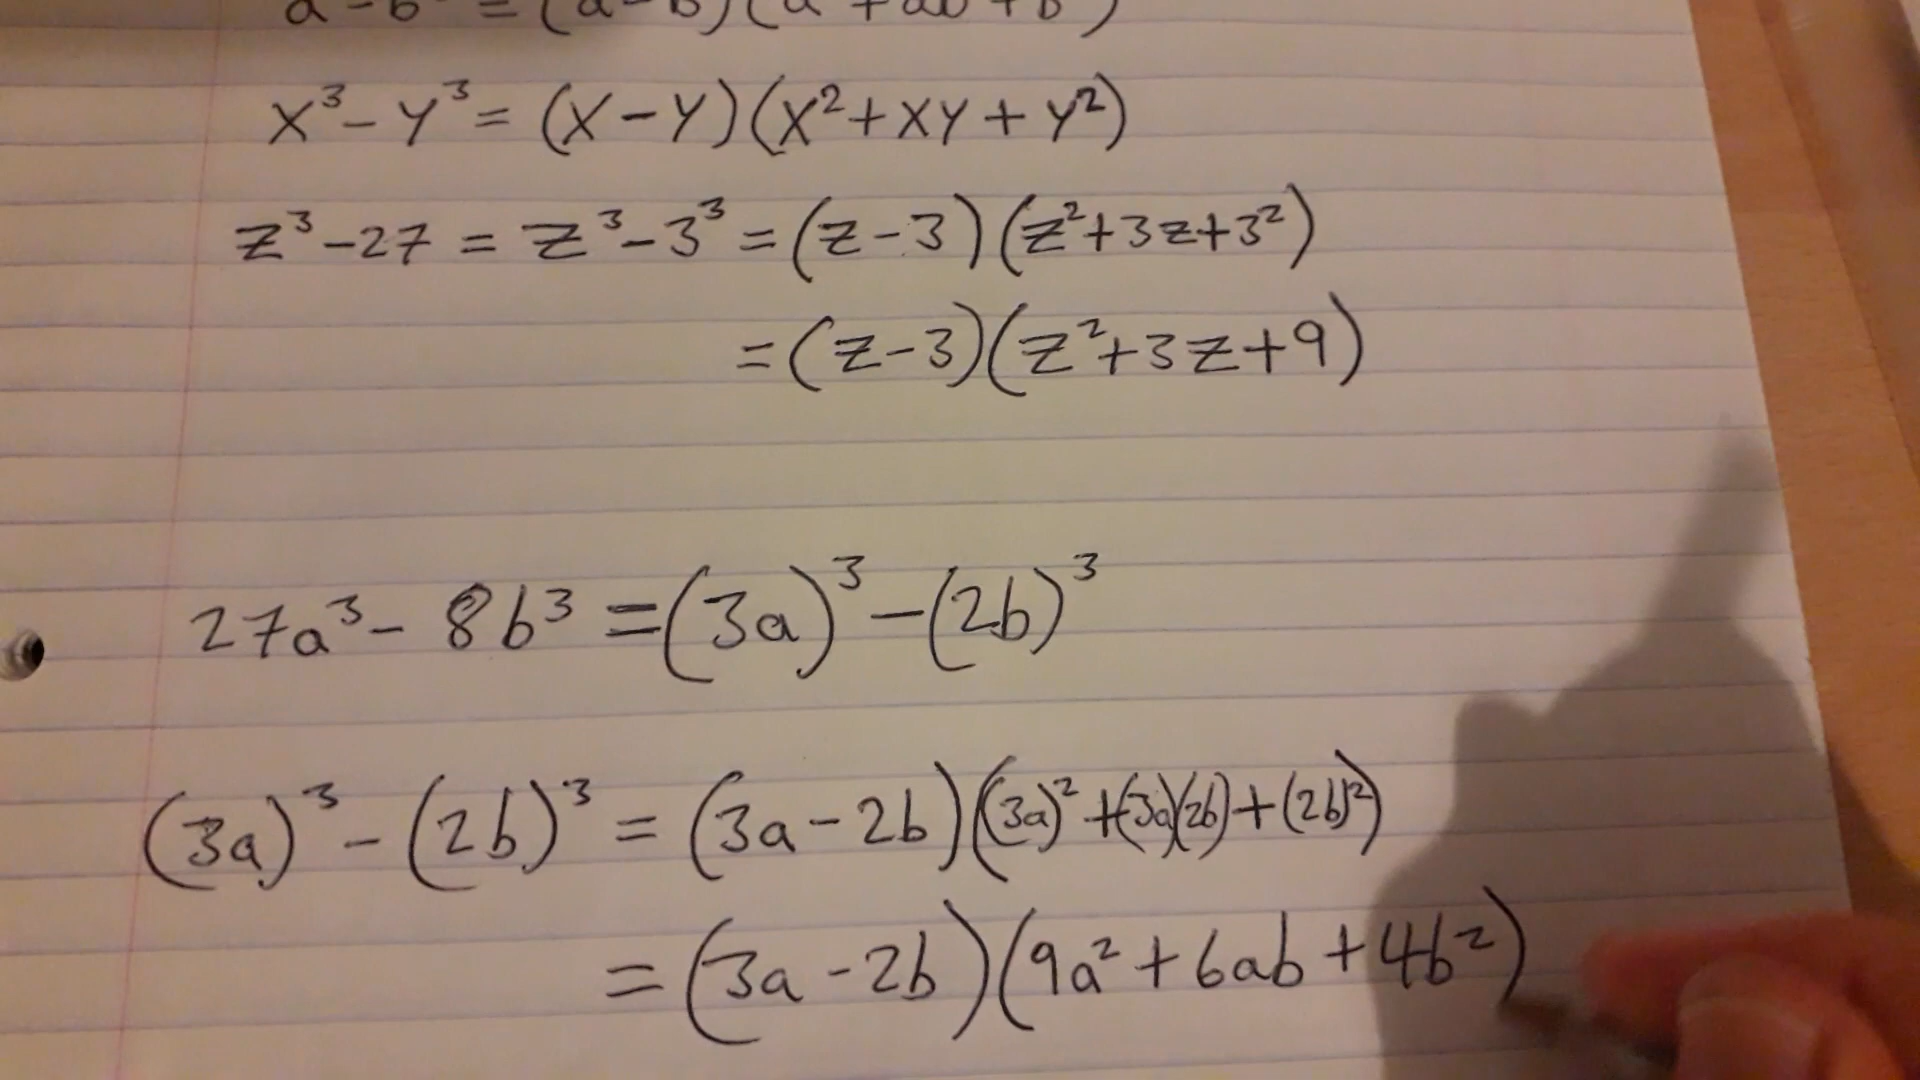 a - b = (a - b)(a + ab + b)
x³ - y³ = (x - y)(x² + xy + y²)
z³ - 27 = z³ - 3³ = (z - 3)(z² + 3z + 3²)
= (z - 3)(z² + 3z + 9)
27a³ - 8b³ = (3a)³ - (2b)³
(3a)³ - (2b)³ = (3a - 2b)((3a)² + (3a)(2b) + (2b)²)
= (3a - 2b)(9a² + 6ab + 4b²)